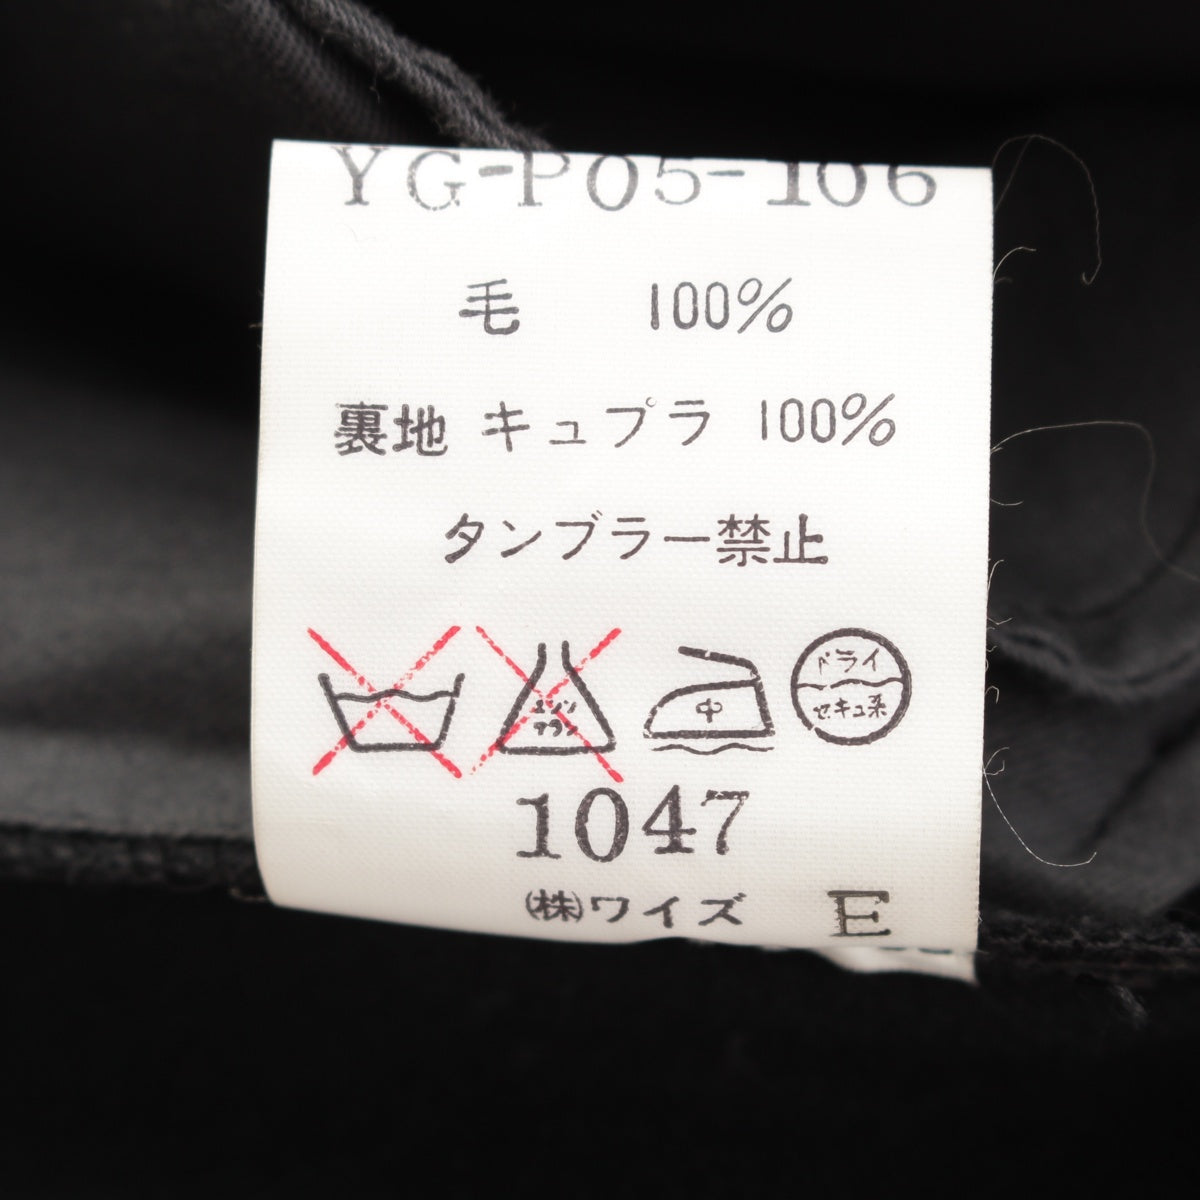 YG-P05-106
毛 100%
裏地 キュプラ 100%
タンブラー禁止
エンソ
サラシ
中
ドライ
セキユ系
1047
㈱ワイズ E